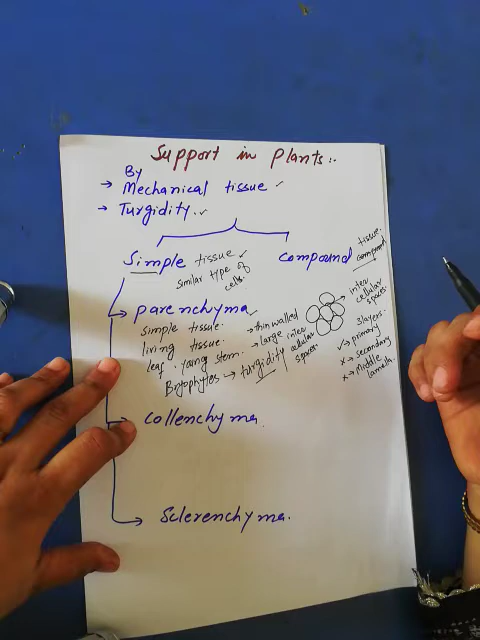 Support in Plants:-
By
→ Mechanical tissue ✓
→ Turgidity ✓
Simple tissue ✓
similar type of
cells.
compound tissue.
compound
Parenchyma
Simple tissue.
living tissue.
leaf. young stem.
Bryophytes → turgidity
→ thin walled
→ large inter
cellular
spaces
inter
cellular
spaces
3 layers.
✓→ primary
x→ secondary
x→ Middle
lamella.
Collenchyma.
Sclerenchyma.